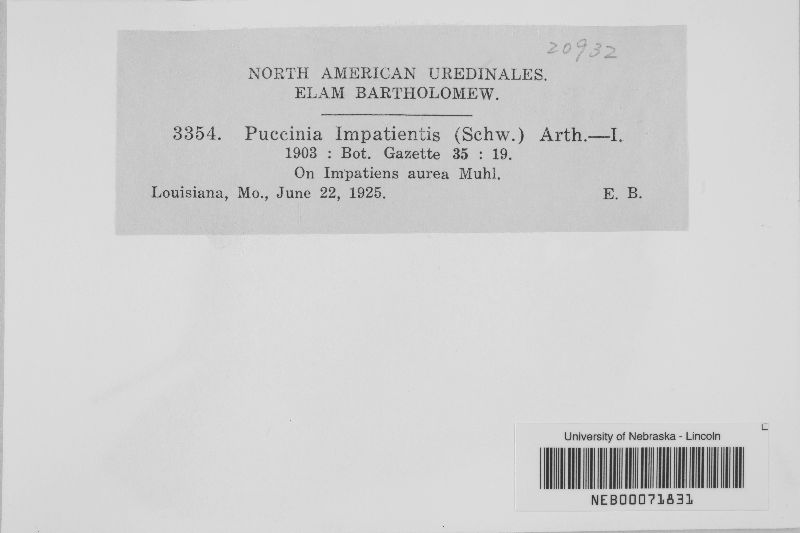 20932
NORTH AMERICAN UREDINALES.
ELAM BARTHOLOMEW.
3354. Puccinia Impatientis (Schw.) Arth.—I.
1903 : Bot. Gazette 35 : 19.
On Impatiens aurea Muhl.
Louisiana, Mo., June 22, 1925. E. B.
University of Nebraska - Lincoln
NEB00071831